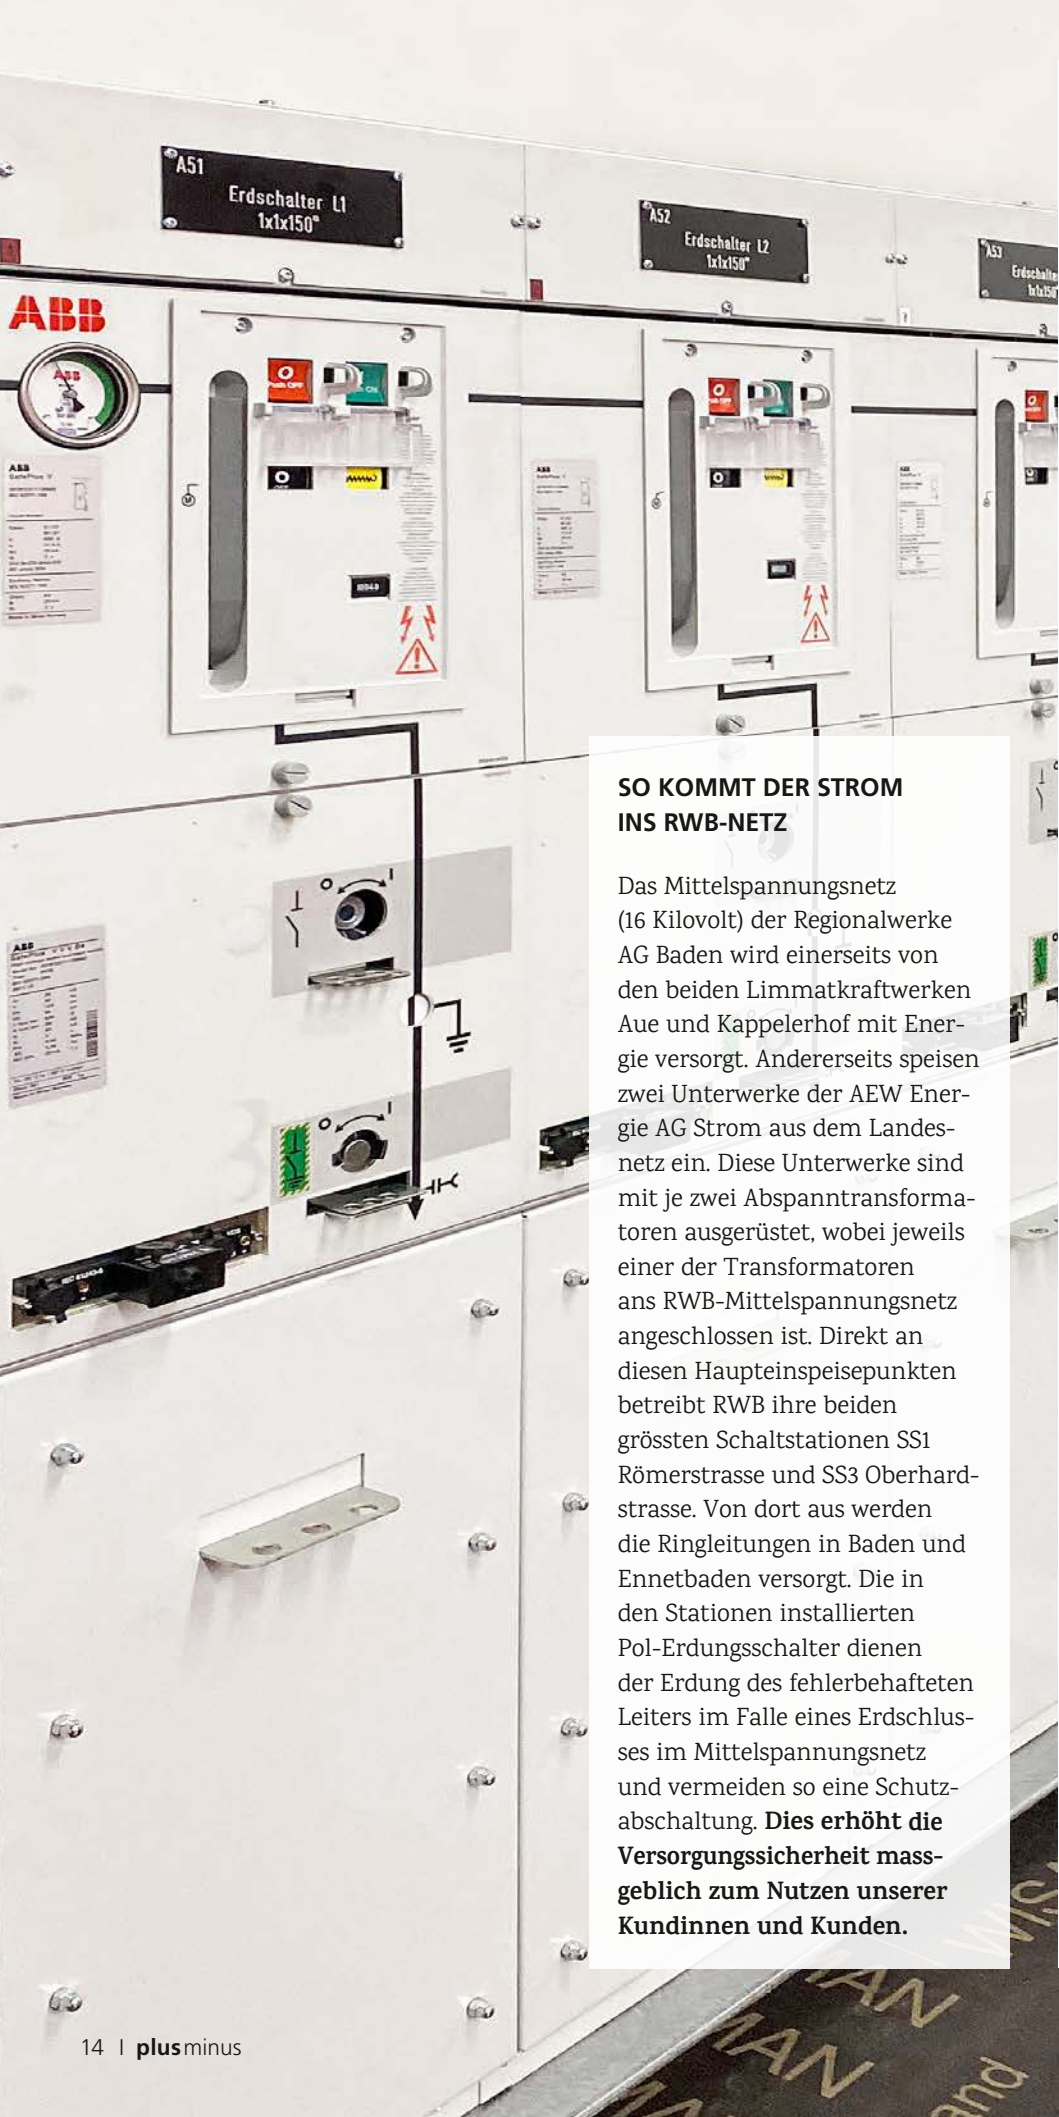 A51
Erdschalter L1
1x1x150°
A52
Erdschalter L2
1x1x150°
A53
ABB
ABB
Push OFF
ABB
ABB
ABB
ABB
SO KOMMT DER STROM
INS RWB-NETZ
Das Mittelspannungsnetz
(16 Kilovolt) der Regionalwerke
AG Baden wird einerseits von
den beiden Limmatkraftwerken
Aue und Kappelerhof mit Ener-
gie versorgt. Andererseits speisen
zwei Unterwerke der AEW Ener-
gie AG Strom aus dem Landes-
netz ein. Diese Unterwerke sind
mit je zwei Abspanntransforma-
toren ausgerüstet, wobei jeweils
einer der Transformatoren
ans RWB-Mittelspannungsnetz
angeschlossen ist. Direkt an
diesen Haupteinspeisepunkten
betreibt RWB ihre beiden
grössten Schaltstationen SS1
Römerstrasse und SS3 Oberhard-
strasse. Von dort aus werden
die Ringleitungen in Baden und
Ennetbaden versorgt. Die in
den Stationen installierten
Pol-Erdungsschalter dienen
der Erdung des fehlerbehafteten
Leiters im Falle eines Erdschlus-
ses im Mittelspannungsnetz
und vermeiden so eine Schutz-
abschaltung. Dies erhöht die
Versorgungssicherheit mass-
geblich zum Nutzen unserer
Kundinnen und Kunden.
14 | plusminus